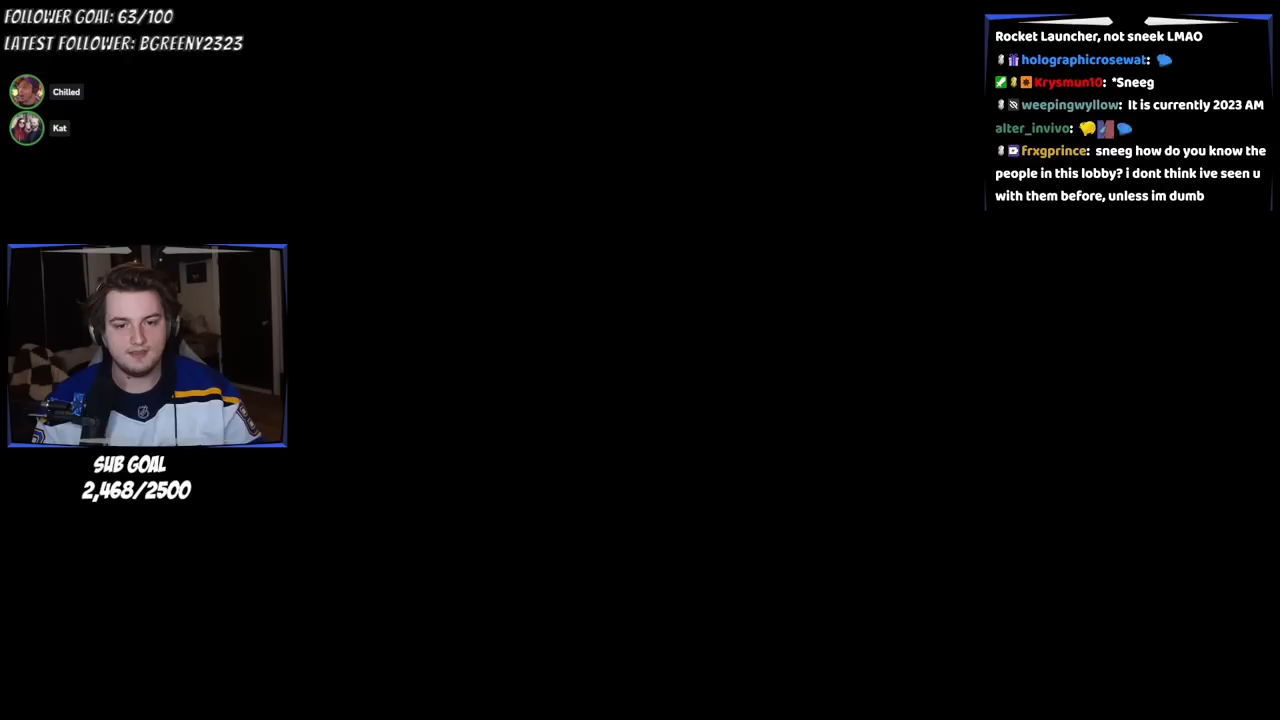 FOLLOWER GOAL: 63/100
LATEST FOLLOWER: BGREENY2323
Chilled
Kat
Rocket Launcher, not sneek LMAO
holographicrosewat:
Krysmun10: *Sneeg
weepingwyllow: It is currently 2023 AM
alter_invivo:
frxgprince: sneeg how do you know the
people in this lobby? i dont think ive seen u
with them before, unless im dumb
SUB GOAL
2,468/2500